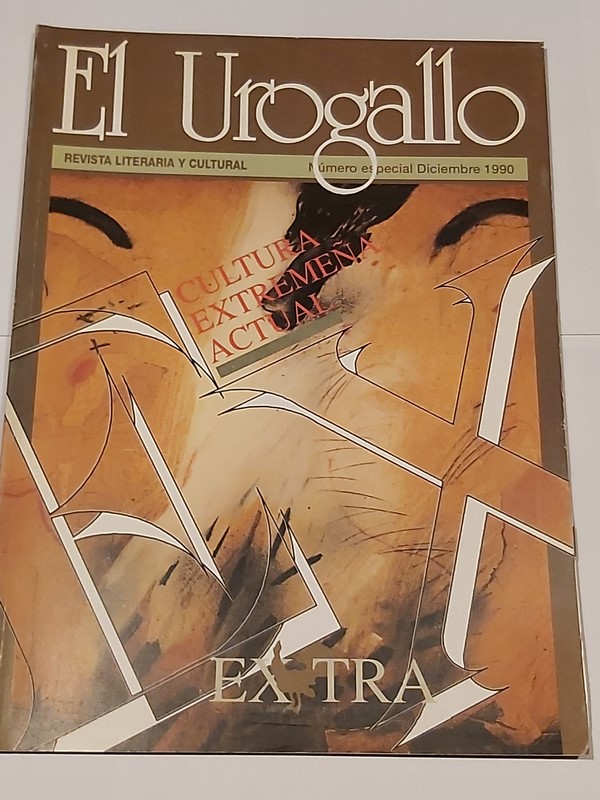 El Urogallo
REVISTA LITERARIA Y CULTURAL
Número especial Diciembre 1990
CULTURA
EXTREMEÑA
ACTUAL
EXTRA